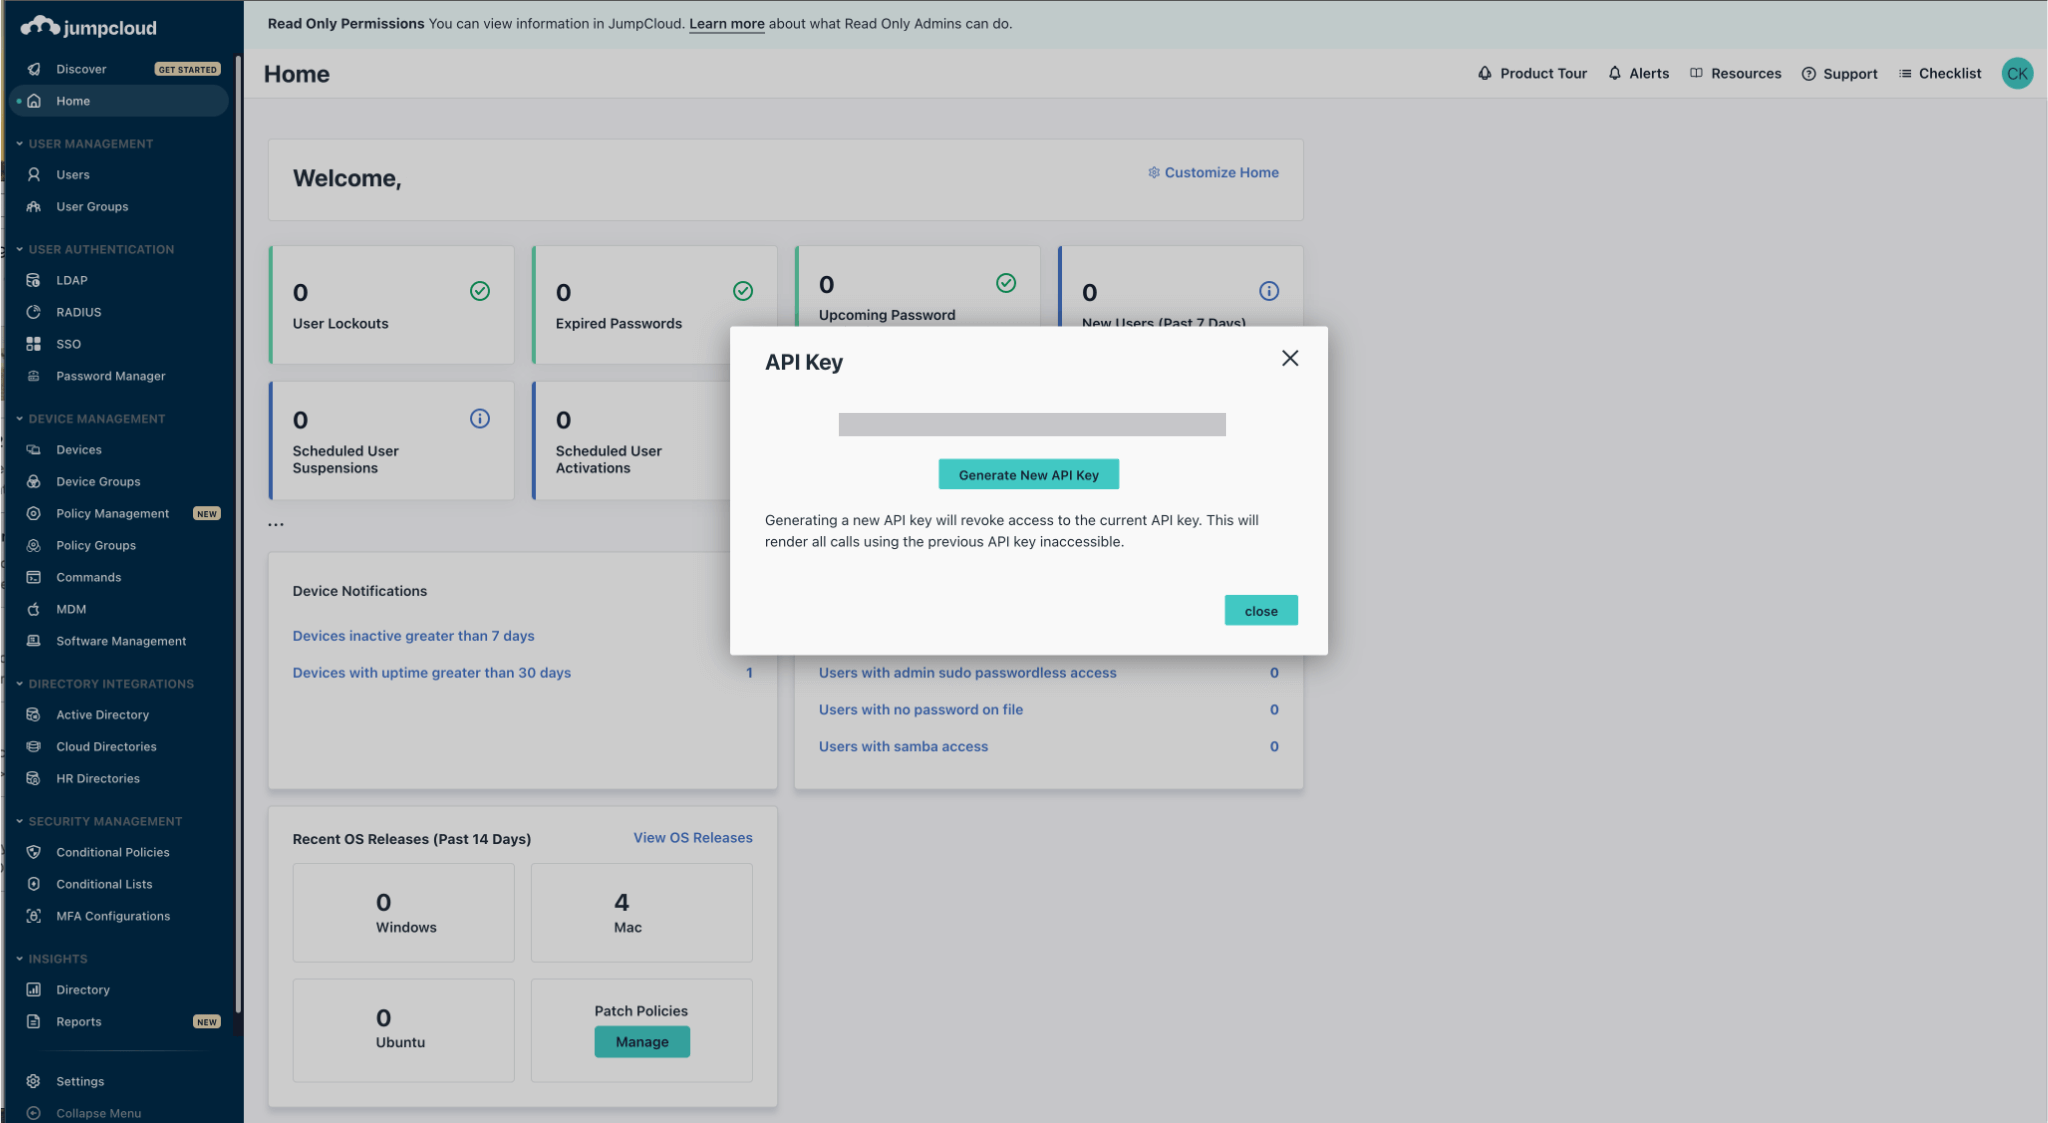 Read Only Permissions You can view information in JumpCloud. Learn more about what Read Only Admins can do.
jumpcloud
Discover GET STARTED
Home
USER MANAGEMENT
Users
User Groups
USER AUTHENTICATION
LDAP
RADIUS
SSO
Password Manager
DEVICE MANAGEMENT
Devices
Device Groups
Policy Management NEW
Policy Groups
Commands
MDM
Software Management
DIRECTORY INTEGRATIONS
Active Directory
Cloud Directories
HR Directories
SECURITY MANAGEMENT
Conditional Policies
Conditional Lists
MFA Configurations
INSIGHTS
Directory
Reports NEW
Settings
Collapse Menu
Home
Product Tour Alerts Resources Support Checklist CK
Welcome,
Customize Home
0
User Lockouts
0
Expired Passwords
0
Upcoming Password
0
New Users (Past 7 Days)
0
Scheduled User
Suspensions
0
Scheduled User
Activations
...
API Key
Generate New API Key
Generating a new API key will revoke access to the current API key. This will
render all calls using the previous API key inaccessible.
close
Device Notifications
Devices inactive greater than 7 days
Devices with uptime greater than 30 days 1
Users with admin sudo passwordless access 0
Users with no password on file 0
Users with samba access 0
Recent OS Releases (Past 14 Days) View OS Releases
0
Windows
4
Mac
0
Ubuntu
Patch Policies
Manage